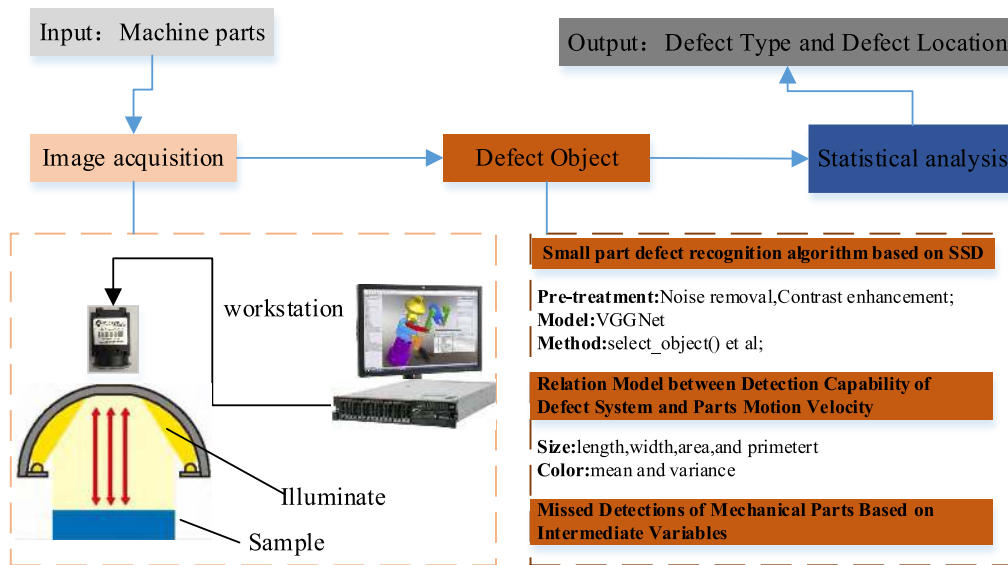 Input: Machine parts
Output: Defect Type and Defect Location
Image acquisition
Defect Object
Statistical analysis
workstation
Illuminate
Sample
Small part defect recognition algorithm based on SSD
Pre-treatment:Noise removal,Contrast enhancement;
Model:VGGNet
Method:select_object() et al;
Relation Model between Detection Capability of
Defect System and Parts Motion Velocity
Size:length,width,area,and primetert
Color:mean and variance
Missed Detections of Mechanical Parts Based on
Intermediate Variables